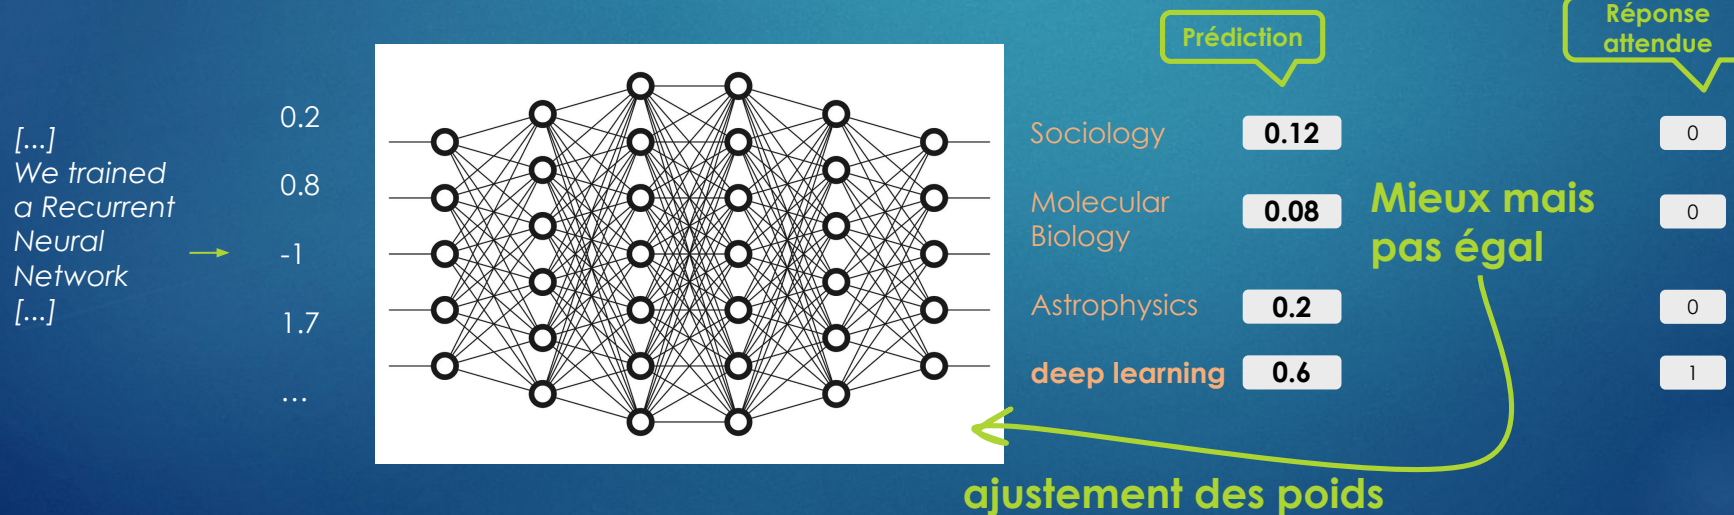 [...]
We trained
a Recurrent
Neural
Network
[...]
0.2
0.8
-1
1.7
...
Prédiction
Réponse
attendue
Sociology
0.12
0
Molecular
Biology
0.08
0
Mieux mais
pas égal
Astrophysics
0.2
0
deep learning
0.6
1
ajustement des poids